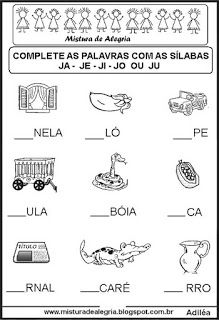 Mistura de Alegria
COMPLETE AS PALAVRAS COM AS SÍLABAS
JA - JE - JI - JO OU JU
___NELA ___LÓ ___PE
___ULA ___BÓIA ___CA
TÍTULO
___RNAL ___CARÉ ___RRO
www.misturadealegria.blogspot.com.br Adiléa